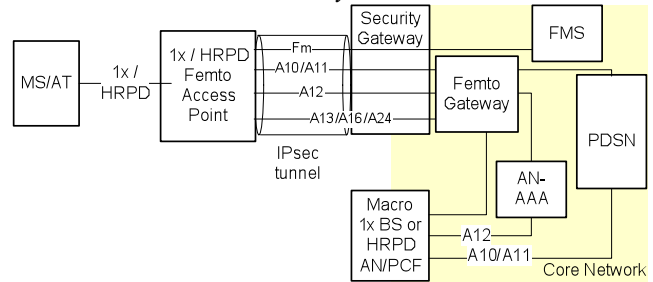 Security
Gateway
FMS
MS/AT
1x /
HRPD
1x / HRPD
Femto
Access
Point
Fm
A10/A11
A12
A13/A16/A24
IPsec
tunnel
Femto
Gateway
PDSN
AN-
AAA
Macro
1x BS or
HRPD
AN/PCF
A12
A10/A11
Core Network